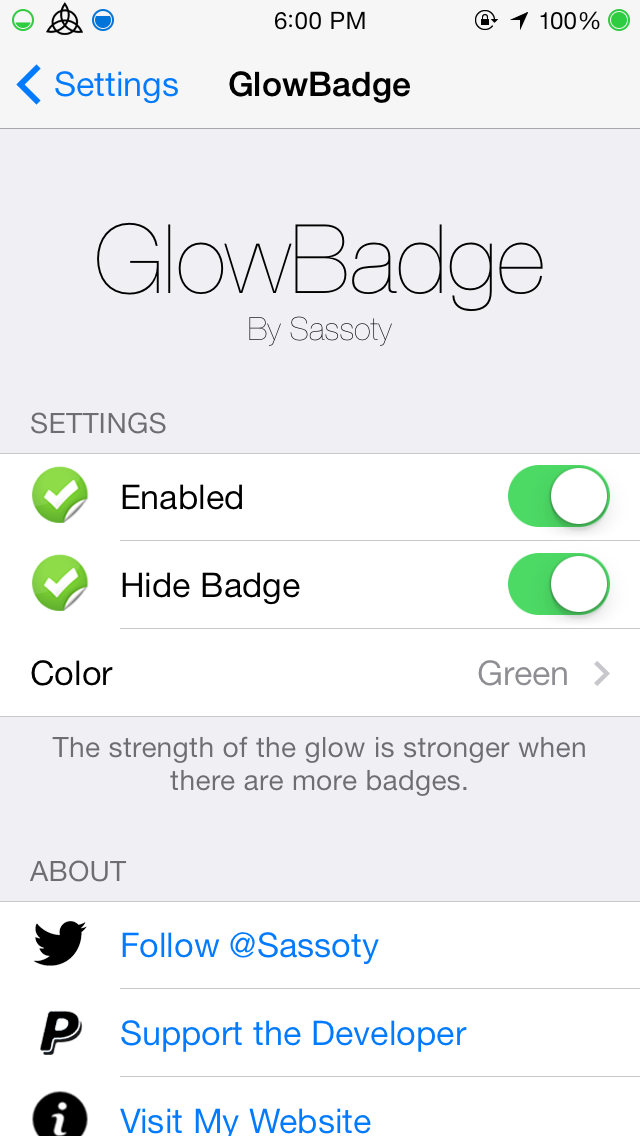 6:00 PM 100%
Settings GlowBadge
GlowBadge
By Sassoty
SETTINGS
Enabled
Hide Badge
Color Green
The strength of the glow is stronger when
there are more badges.
ABOUT
Follow @Sassoty
Support the Developer
Visit My Website